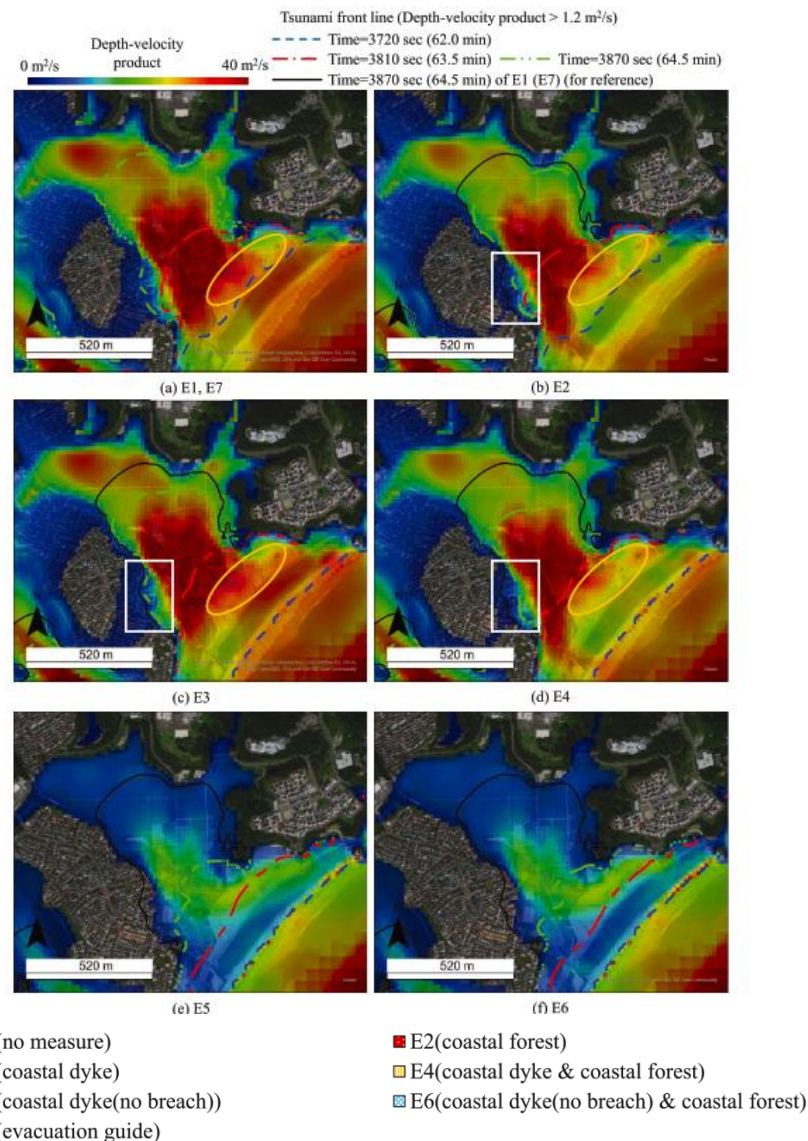 Tsunami front line (Depth-velocity product > 1.2 m²/s)
Depth-velocity product
0 m²/s
40 m²/s
Time=3720 sec (62.0 min)
Time=3810 sec (63.5 min)
Time=3870 sec (64.5 min)
Time=3870 sec (64.5 min) of E1 (E7) (for reference)
520 m
520 m
(a) E1, E7
(b) E2
520 m
520 m
(c) E3
(d) E4
520 m
520 m
(e) E5
(f) E6
(no measure)
E2(coastal forest)
(coastal dyke)
E4(coastal dyke & coastal forest)
(coastal dyke(no breach))
E6(coastal dyke(no breach) & coastal forest)
(evacuation guide)